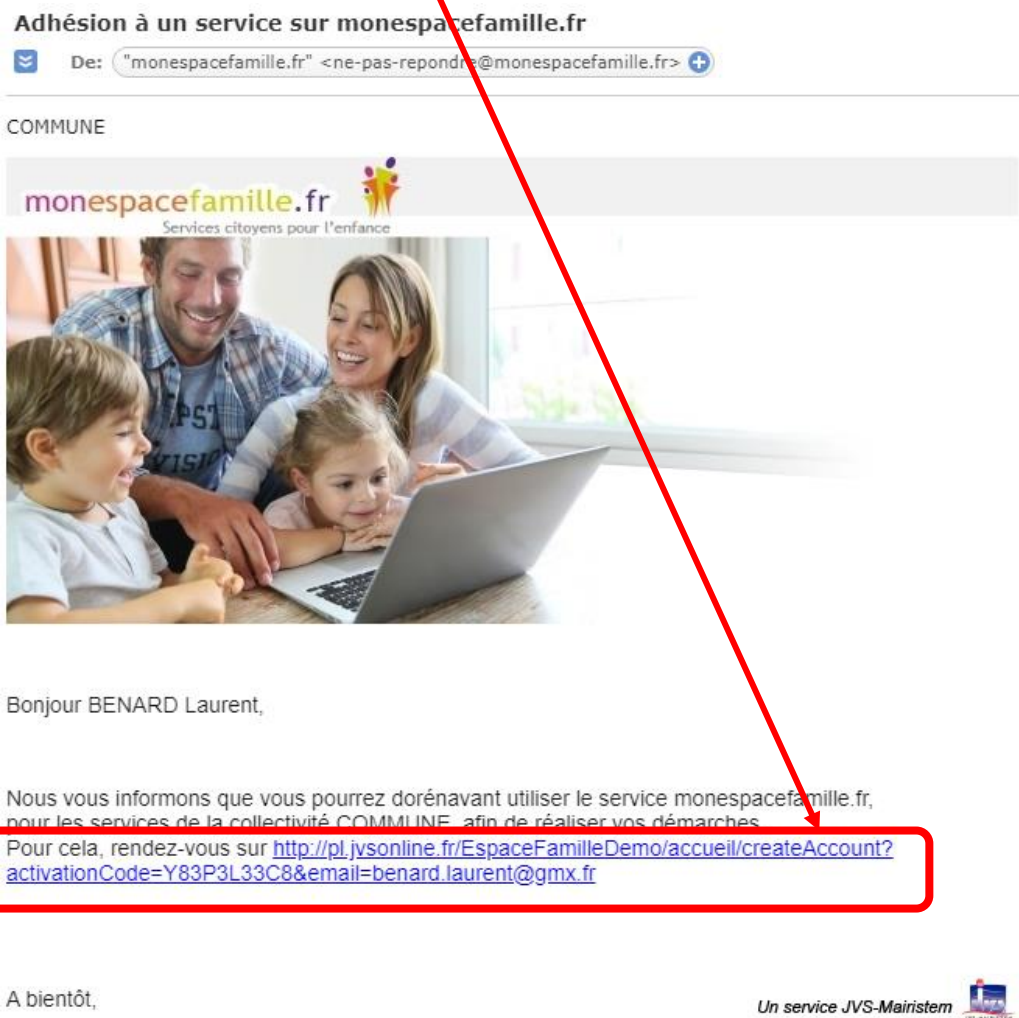 Adhésion à un service sur monespacefamille.fr
De: "monespacefamille.fr" <ne-pas-repondre@monespacefamille.fr>
COMMUNE
monespacefamille.fr
Services citoyens pour l'enfance
Bonjour BENARD Laurent,
Nous vous informons que vous pourrez dorénavant utiliser le service monespacefamille.fr,
pour les services de la collectivité COMMUNE, afin de réaliser vos démarches.
Pour cela, rendez-vous sur http://pl.jvsonline.fr/EspaceFamilleDemo/accueil/createAccount?
activationCode=Y83P3L33C8&email=benard.laurent@gmx.fr
A bientôt,
Un service JVS-Mairistem